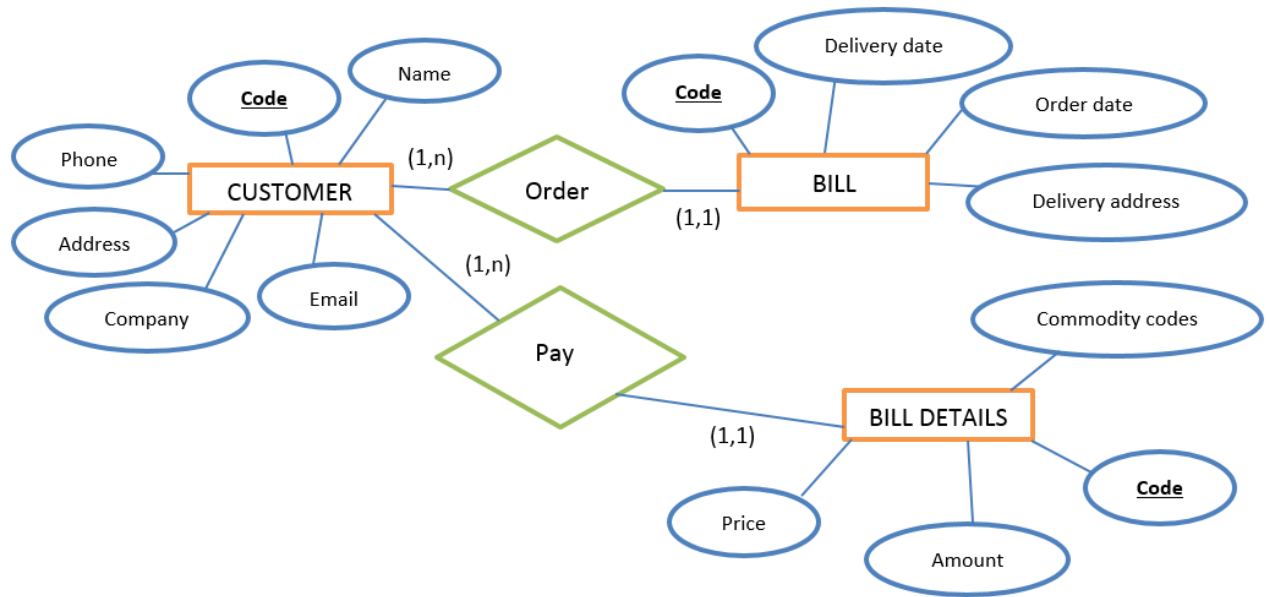 Delivery date
Name
Code
Code
Order date
Phone
(1,n)
CUSTOMER
Order
BILL
Delivery address
(1,1)
Address
(1,n)
Email
Company
Commodity codes
Pay
BILL DETAILS
(1,1)
Code
Price
Amount